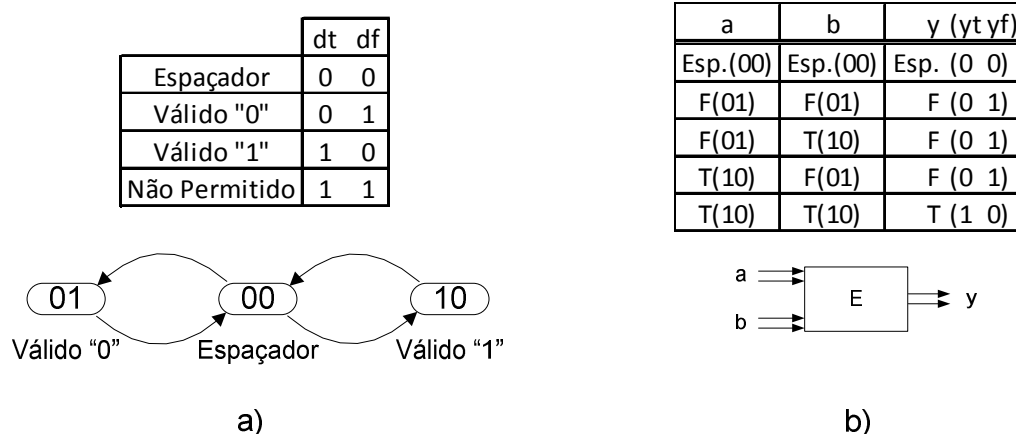 dt df
Espaçador 0 0
Válido "0" 0 1
Válido "1" 1 0
Não Permitido 1 1
01 00 10
Válido “0” Espaçador Válido “1”
a)
a b y (yt yf)
Esp.(00) Esp.(00) Esp. (0 0)
F(01) F(01) F (0 1)
F(01) T(10) F (0 1)
T(10) F(01) F (0 1)
T(10) T(10) T (1 0)
a
E
y
b
b)